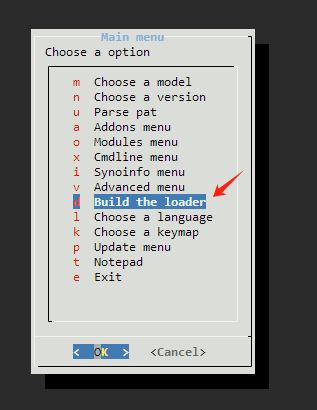 Main menu
Choose a option
m Choose a model
n Choose a version
u Parse pat
a Addons menu
o Modules menu
x Cmdline menu
i Synoinfo menu
v Advanced menu
d Build the loader
l Choose a language
k Choose a keymap
p Update menu
t Notepad
e Exit
< OK > <Cancel>